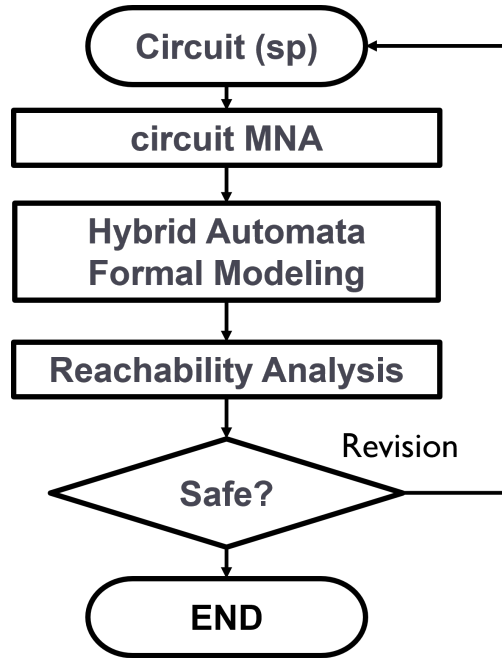 Circuit (sp)
circuit MNA
Hybrid Automata
Formal Modeling
Reachability Analysis
Revision
Safe?
END